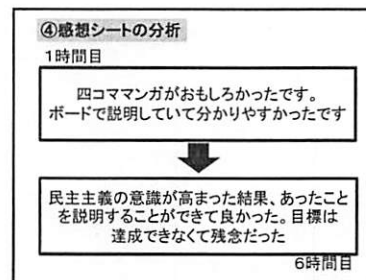 ④感想シートの分析
1時間目
四コママンガがおもしろかったです。
ボードで説明していて分かりやすかったです
民主主義の意識が高まった結果、あったこと
を説明することができて良かった。目標は
達成できなくて残念だった
6時間目